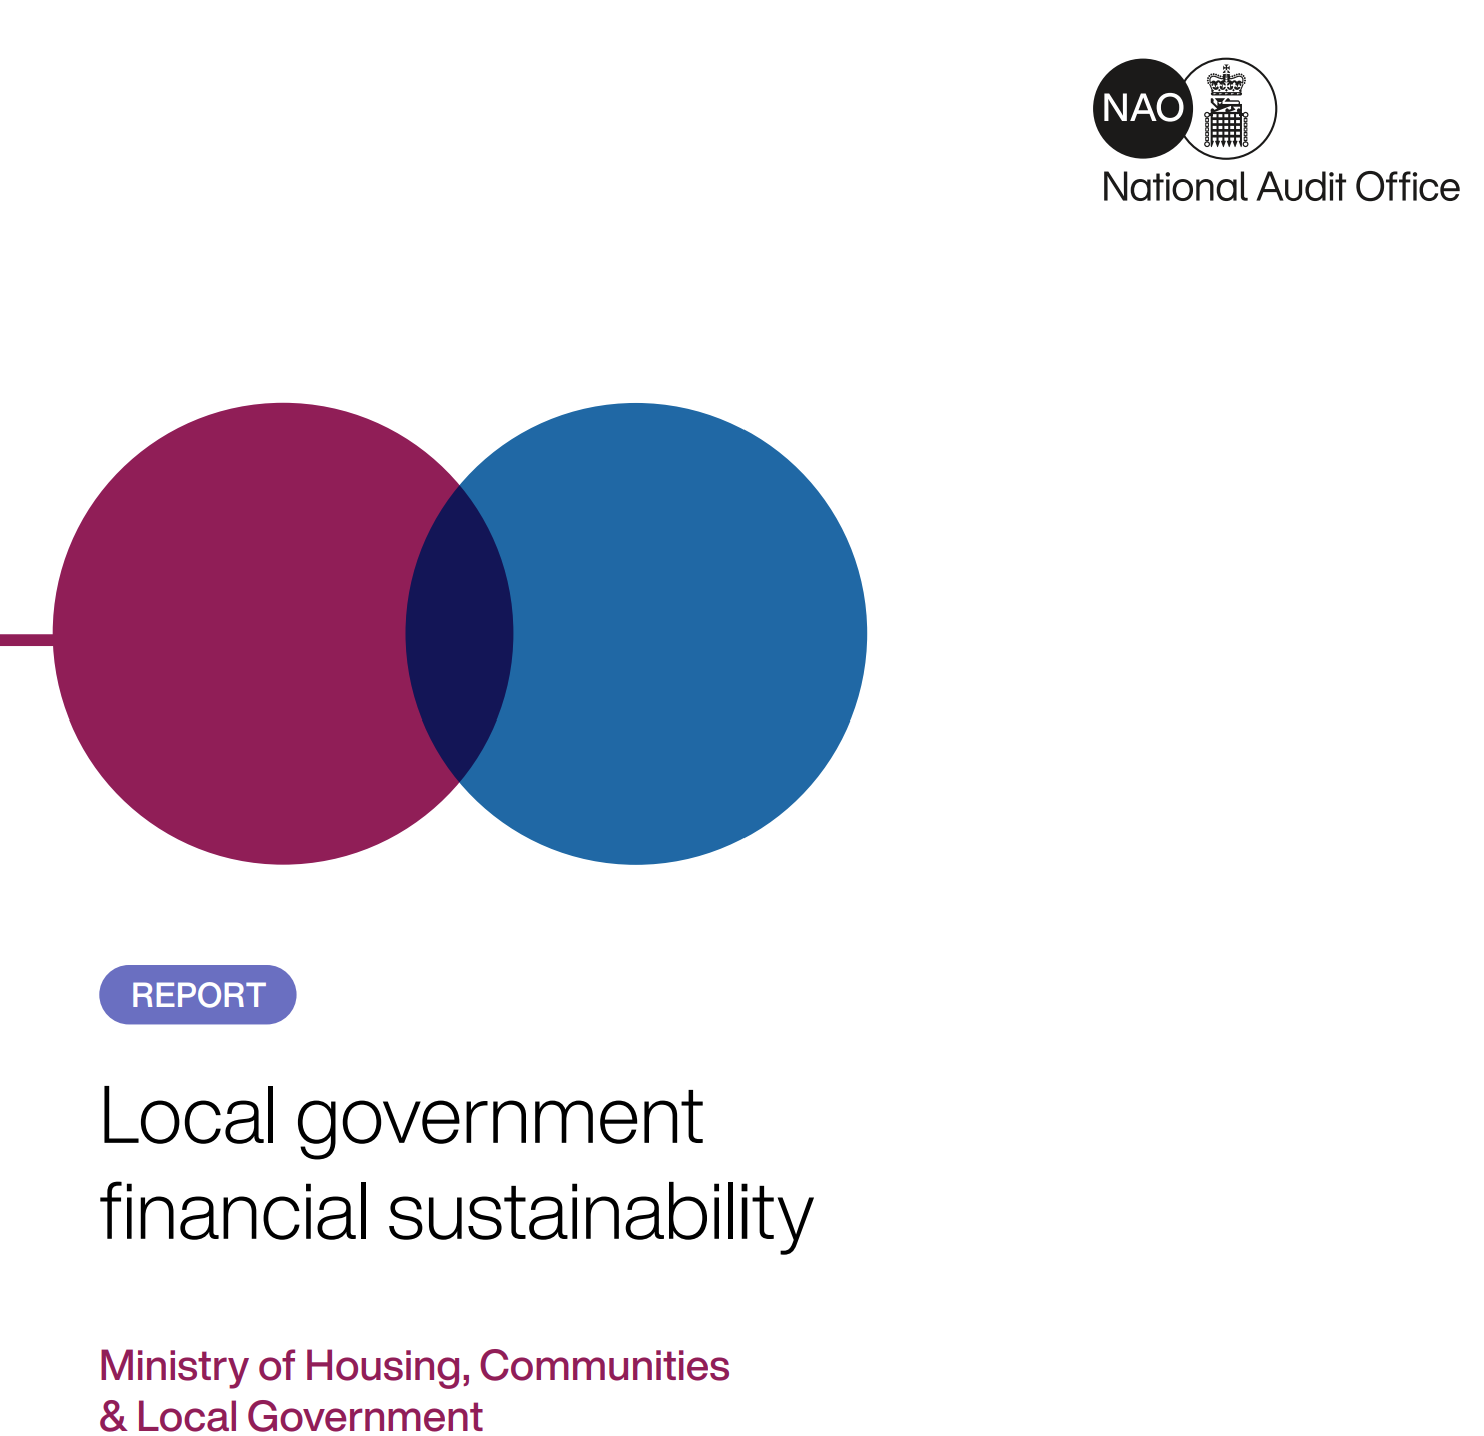 NAO
National Audit Office
REPORT
Local government
financial sustainability
Ministry of Housing, Communities
& Local Government